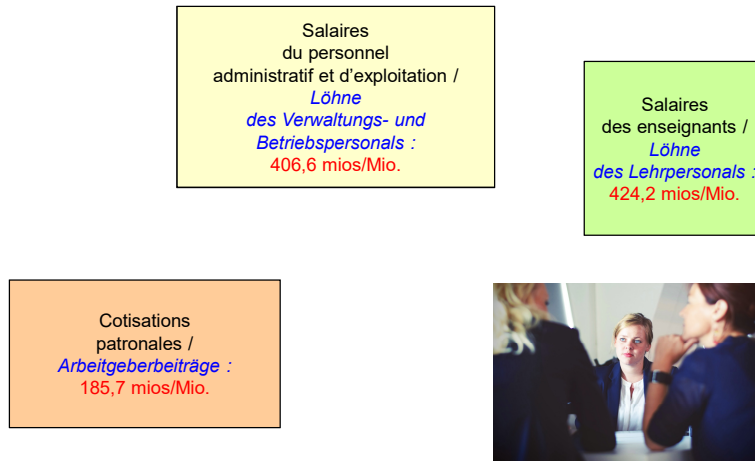 Salaires
du personnel
administratif et d'exploitation /
Löhne
des Verwaltungs- und
Betriebspersonals :
406,6 mios/Mio.
Salaires
des enseignants /
Löhne
des Lehrpersonals :
424,2 mios/Mio.
Cotisations
patronales /
Arbeitgeberbeiträge :
185,7 mios/Mio.